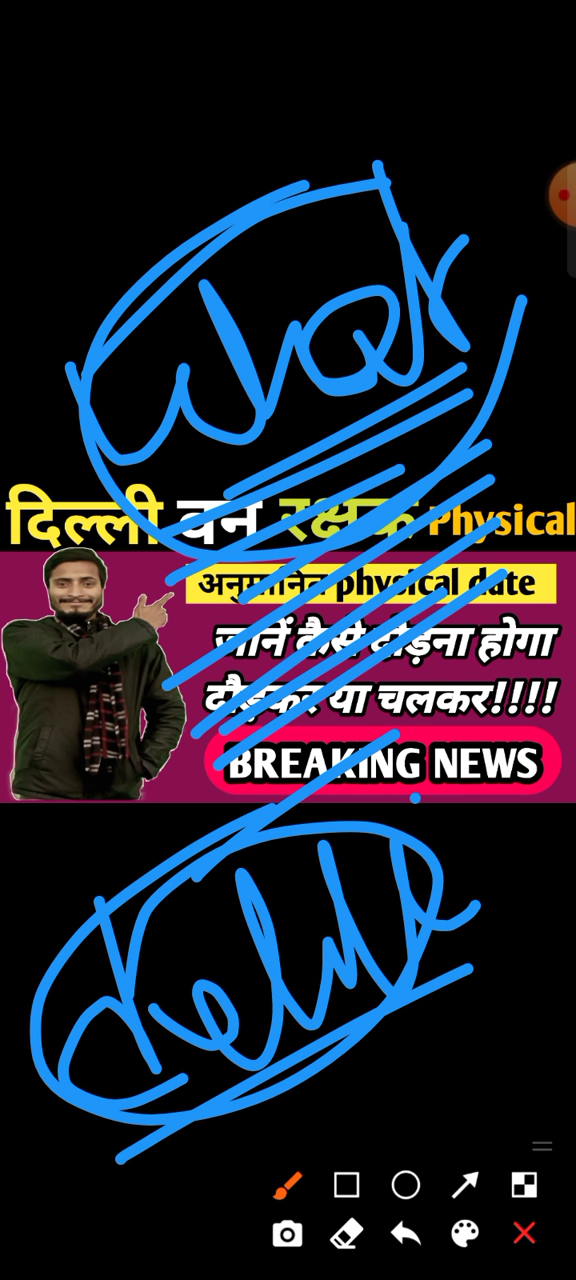 दिल्ली वन रक्षक Physical
अनुमानित physical date
जानें कैसे दौड़ना होगा
दौड़कर या चलकर!!!!
BREAKING NEWS